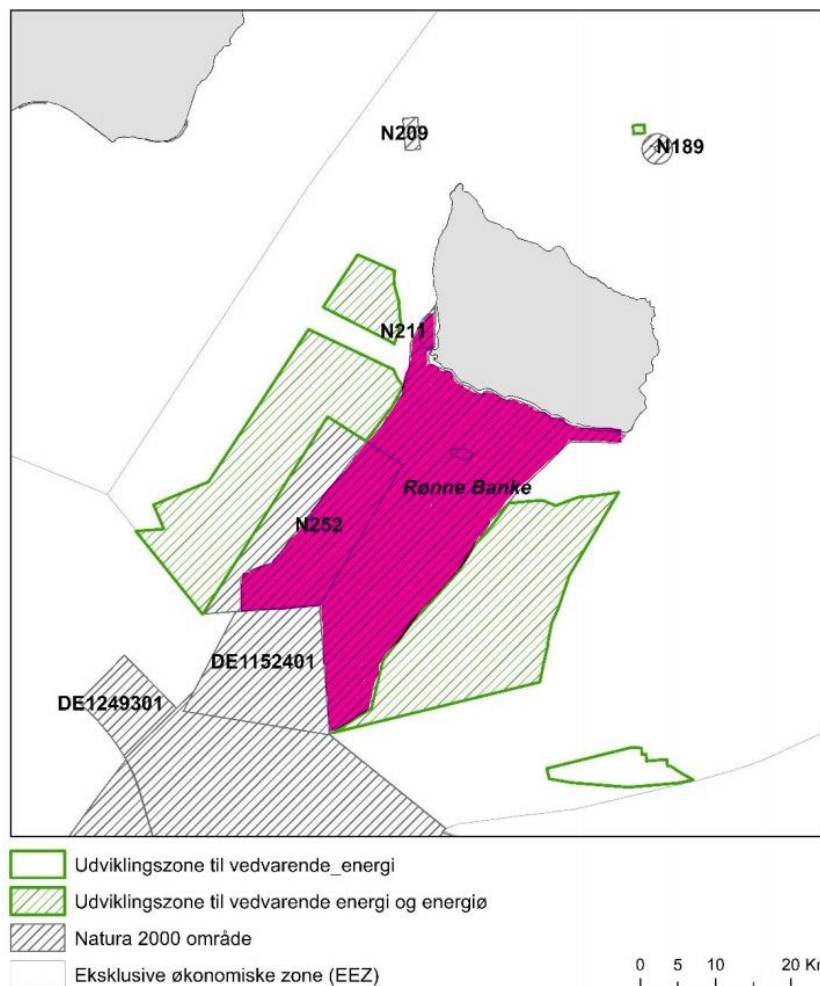 N209
N189
N211
Rønne Banke
N252
DE1152401
DE1249301
Udviklingszone til vedvarende_energi
Udviklingszone til vedvarende energi og energiø
Natura 2000 område
Eksklusive økonomiske zone (EEZ)
0 5 10 20 Km